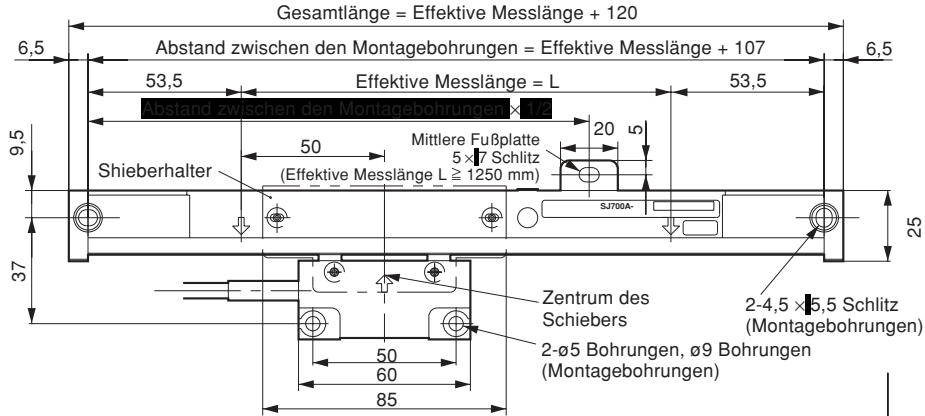 Gesamtlänge = Effektive Messlänge + 120
6,5
Abstand zwischen den Montagebohrungen = Effektive Messlänge + 107
6,5
53,5
Effektive Messlänge = L
53,5
Abstand zwischen den Montagebohrungen × 1/2
9,5
50
Mittlere Fußplatte
5 × 7 Schlitz
(Effektive Messlänge L ≧ 1250 mm)
20
5
Shieberhalter
SJ700A-
25
37
Zentrum des
Schiebers
2-4,5 × 5,5 Schlitz
(Montagebohrungen)
2-ø5 Bohrungen, ø9 Bohrungen
(Montagebohrungen)
50
60
85